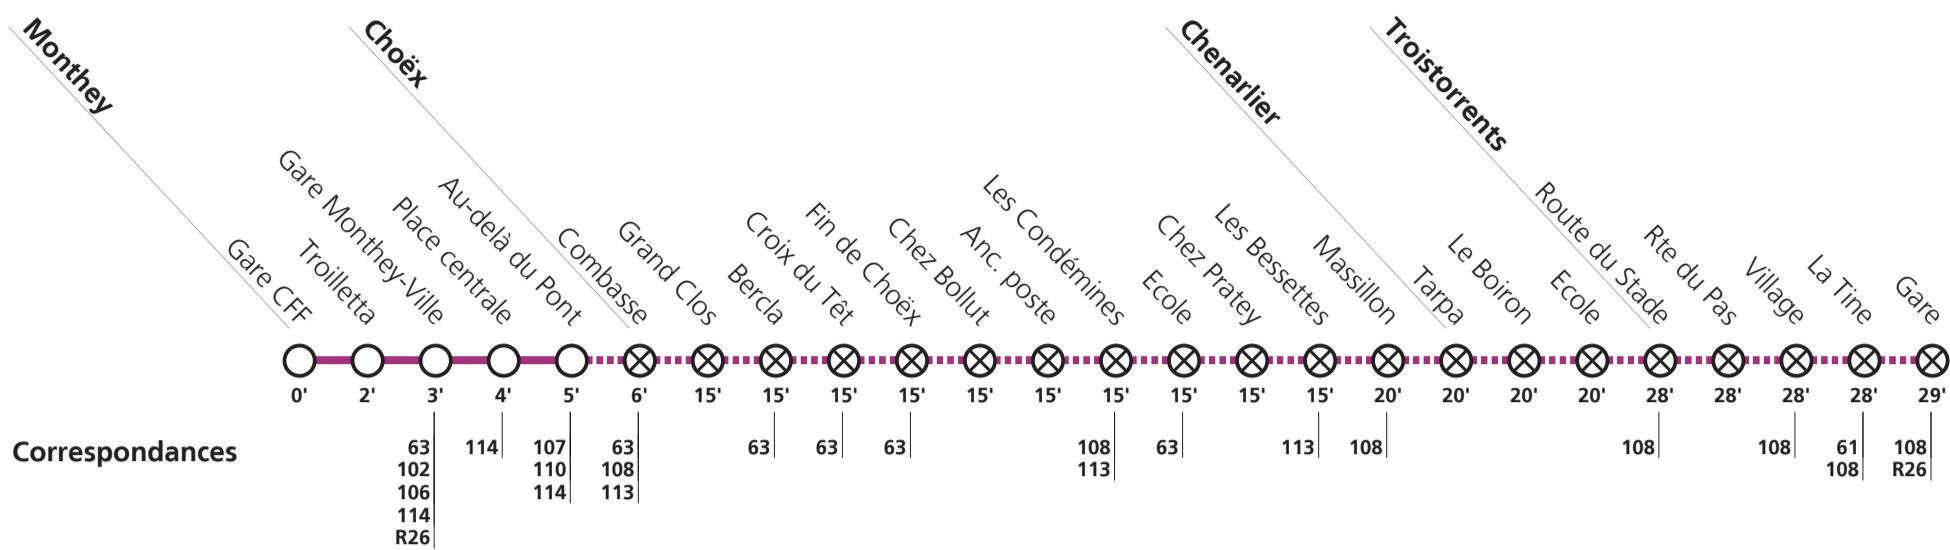 Monthey
Choëx
Chenarlier
Troistorrents
Gare CFF
Troilletta
Gare Monthey-Ville
Place centrale
Au-delà du Pont
Combasse
Grand Clos
Bercla
Croix du Têt
Fin de Choëx
Chez Bollut
Anc. poste
Les Condémines
Ecole
Chez Pratey
Les Bessettes
Massillon
Tarpa
Le Boiron
Ecole
Route du Stade
Rte du Pas
Village
La Tine
Gare
0' 2' 3' 4' 5' 6' 15' 15' 15' 15' 15' 15' 15' 15' 15' 15' 20' 20' 20' 20' 28' 28' 28' 28' 29'
Correspondances 63 114 107 63 63 63 63 108 63 113 108 108 108 61 108
102 110 108 113 108 R26
106 114 113
114
R26